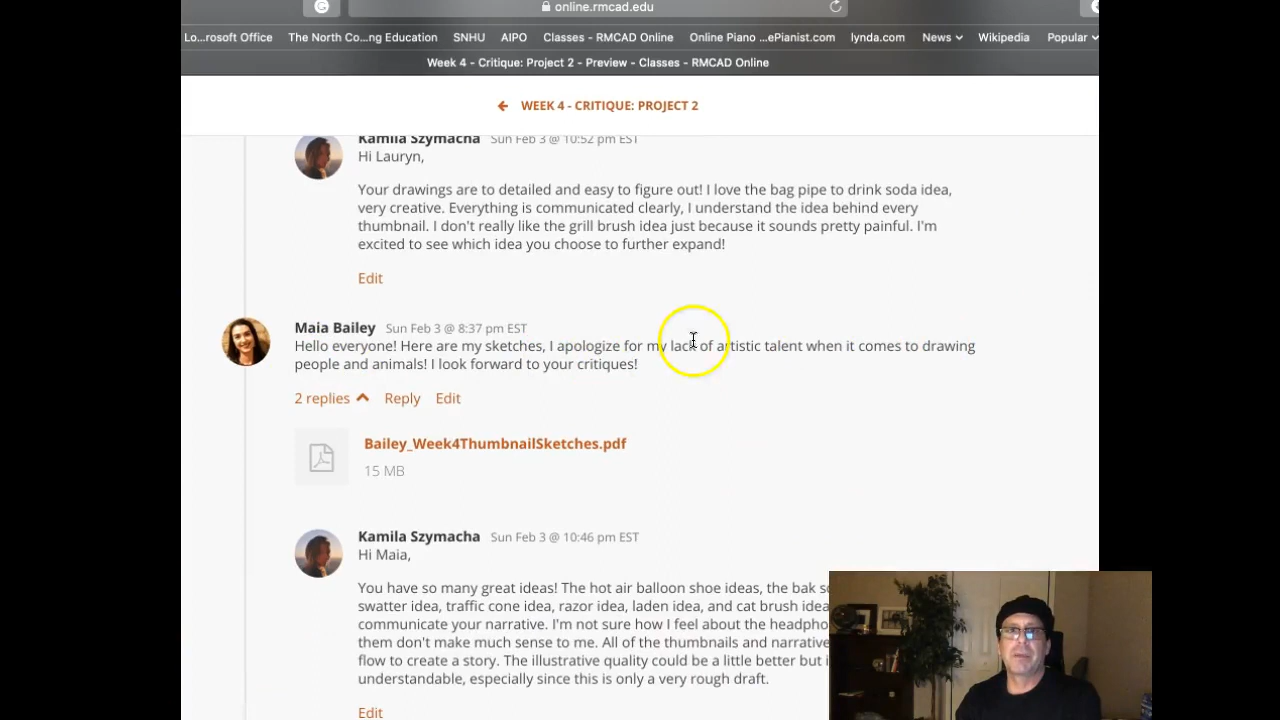 online.rmcad.edu
Lo...rosoft Office The North Co...ng Education SNHU AIPO Classes - RMCAD Online Online Piano ...ePianist.com lynda.com News Wikipedia Popular
Week 4 - Critique: Project 2 - Preview - Classes - RMCAD Online
WEEK 4 - CRITIQUE: PROJECT 2
Kamila Szymacha Sun Feb 3 @ 10:52 pm EST
Hi Lauryn,
Your drawings are to detailed and easy to figure out! I love the bag pipe to drink soda idea,
very creative. Everything is communicated clearly, I understand the idea behind every
thumbnail. I don't really like the grill brush idea just because it sounds pretty painful. I'm
excited to see which idea you choose to further expand!
Edit
Maia Bailey Sun Feb 3 @ 8:37 pm EST
Hello everyone! Here are my sketches, I apologize for my lack of artistic talent when it comes to drawing
people and animals! I look forward to your critiques!
2 replies Reply Edit
Bailey_Week4ThumbnailSketches.pdf
15 MB
Kamila Szymacha Sun Feb 3 @ 10:46 pm EST
Hi Maia,
You have so many great ideas! The hot air balloon shoe ideas, the bak
swatter idea, traffic cone idea, razor idea, laden idea, and cat brush idea
communicate your narrative. I'm not sure how I feel about the
them don't make much sense to me. All of the thumbnails and narrative
flow to create a story. The illustrative quality could be a little better but
understandable, especially since this is only a very rough draft.
Edit